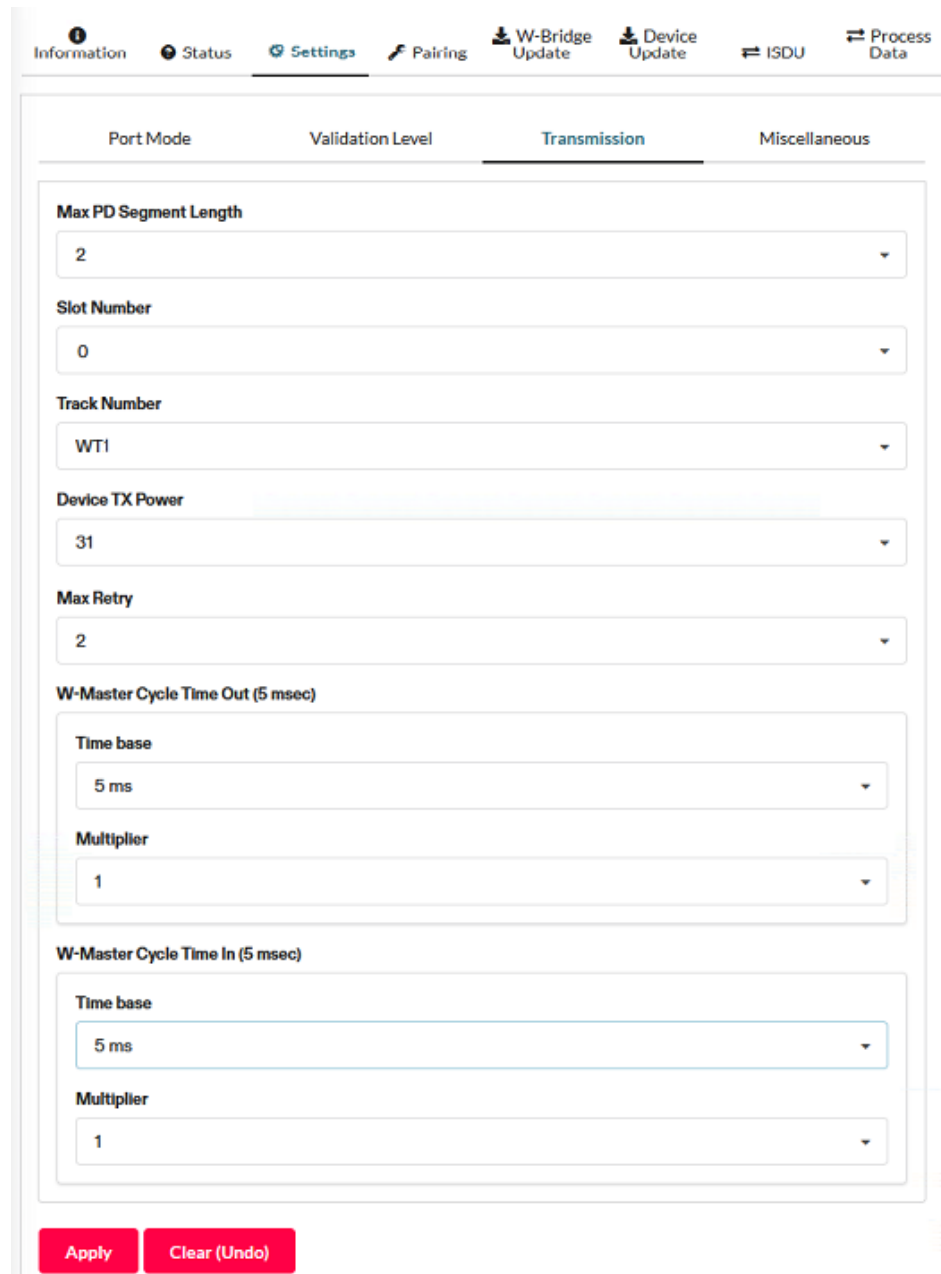 Information Status Settings Pairing W-Bridge Update Device Update ISDU Process Data
Port Mode Validation Level Transmission Miscellaneous
Max PD Segment Length
2
Slot Number
0
Track Number
WT1
Device TX Power
31
Max Retry
2
W-Master Cycle Time Out (5 msec)
Time base
5 ms
Multiplier
1
W-Master Cycle Time In (5 msec)
Time base
5 ms
Multiplier
1
Apply Clear (Undo)